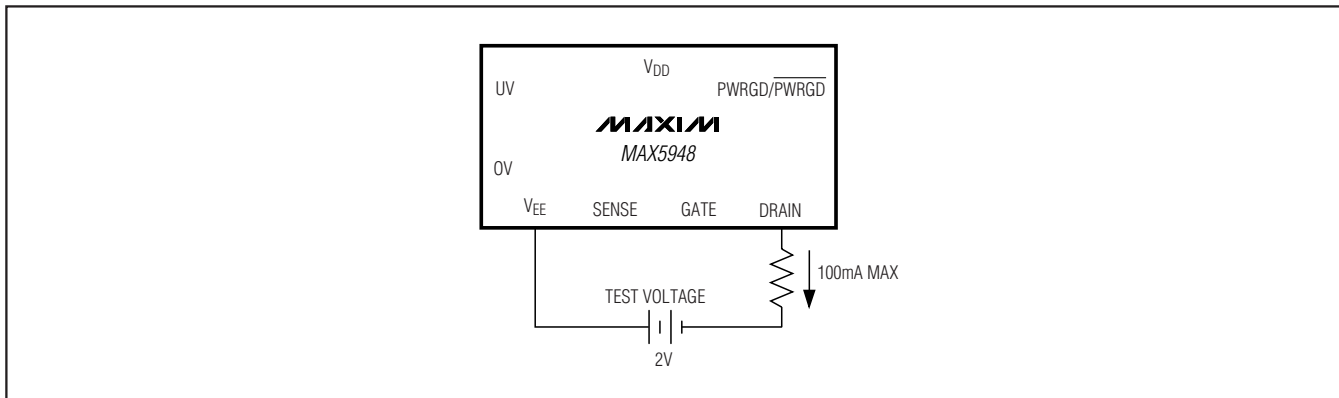 VDD
UV
PWRGD/PWRGD
MAXIM
MAX5948
OV
VEE
SENSE
GATE
DRAIN
100mA MAX
TEST VOLTAGE
2V